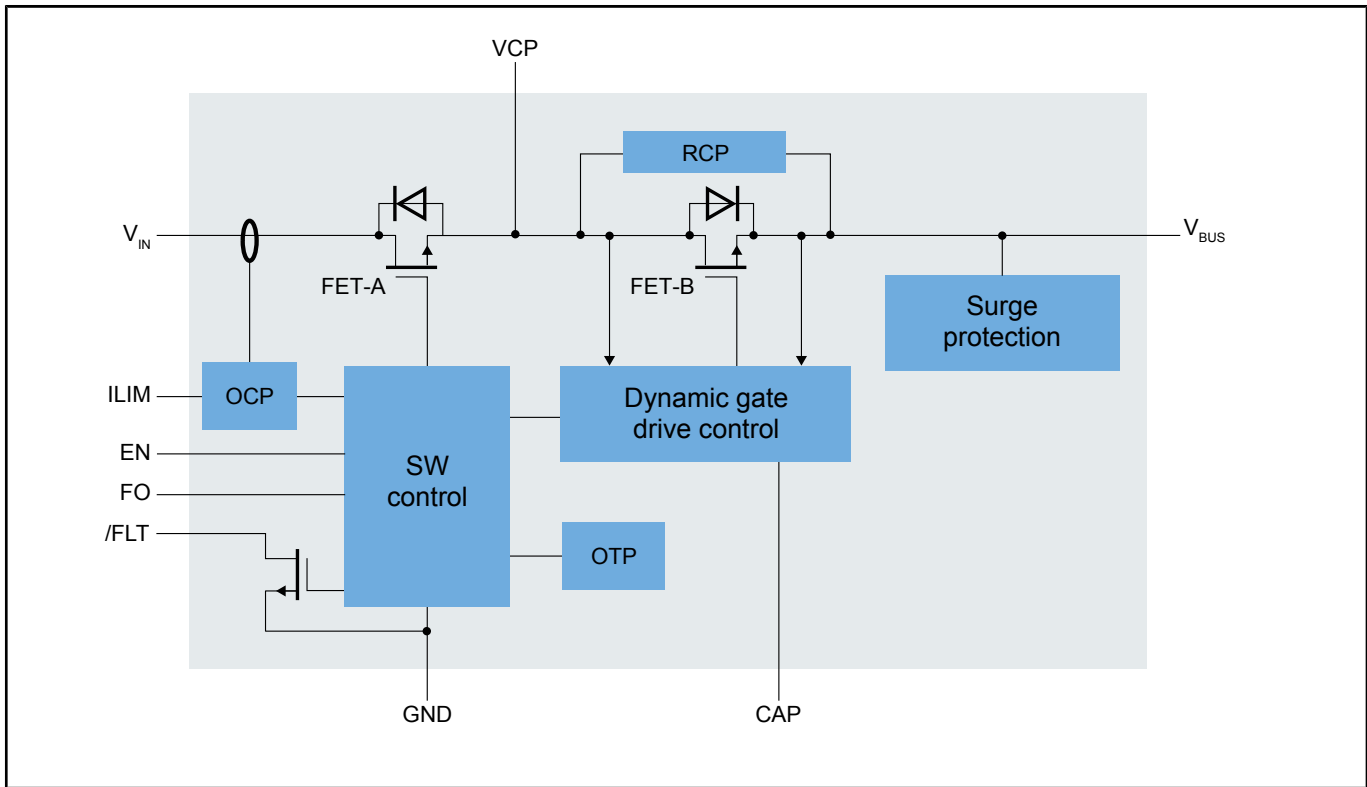 VCP
RCP
VIN
VBUS
FET-A
FET-B
Surge
protection
ILIM
OCP
Dynamic gate
drive control
EN
SW
control
FO
/FLT
OTP
GND
CAP